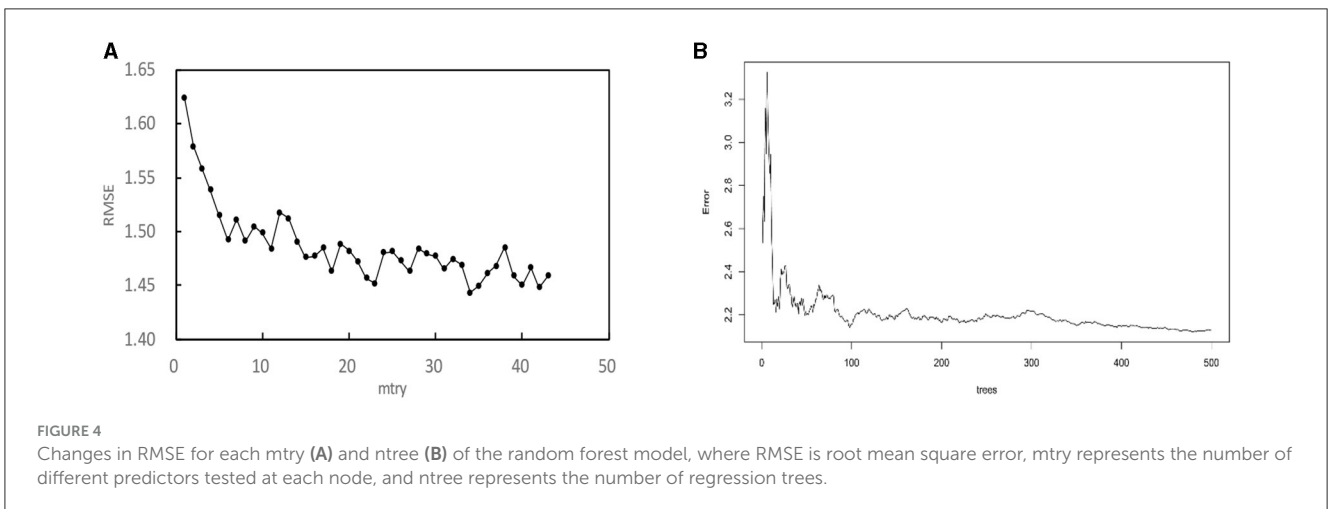 A
1.65
1.60
1.55
1.50
1.45
1.40
RMSE
0 10 20 30 40 50
mtry
B
3.2
3.0
2.8
2.6
2.4
2.2
Error
0 100 200 300 400 500
trees
FIGURE 4
Changes in RMSE for each mtry (A) and ntree (B) of the random forest model, where RMSE is root mean square error, mtry represents the number of
different predictors tested at each node, and ntree represents the number of regression trees.